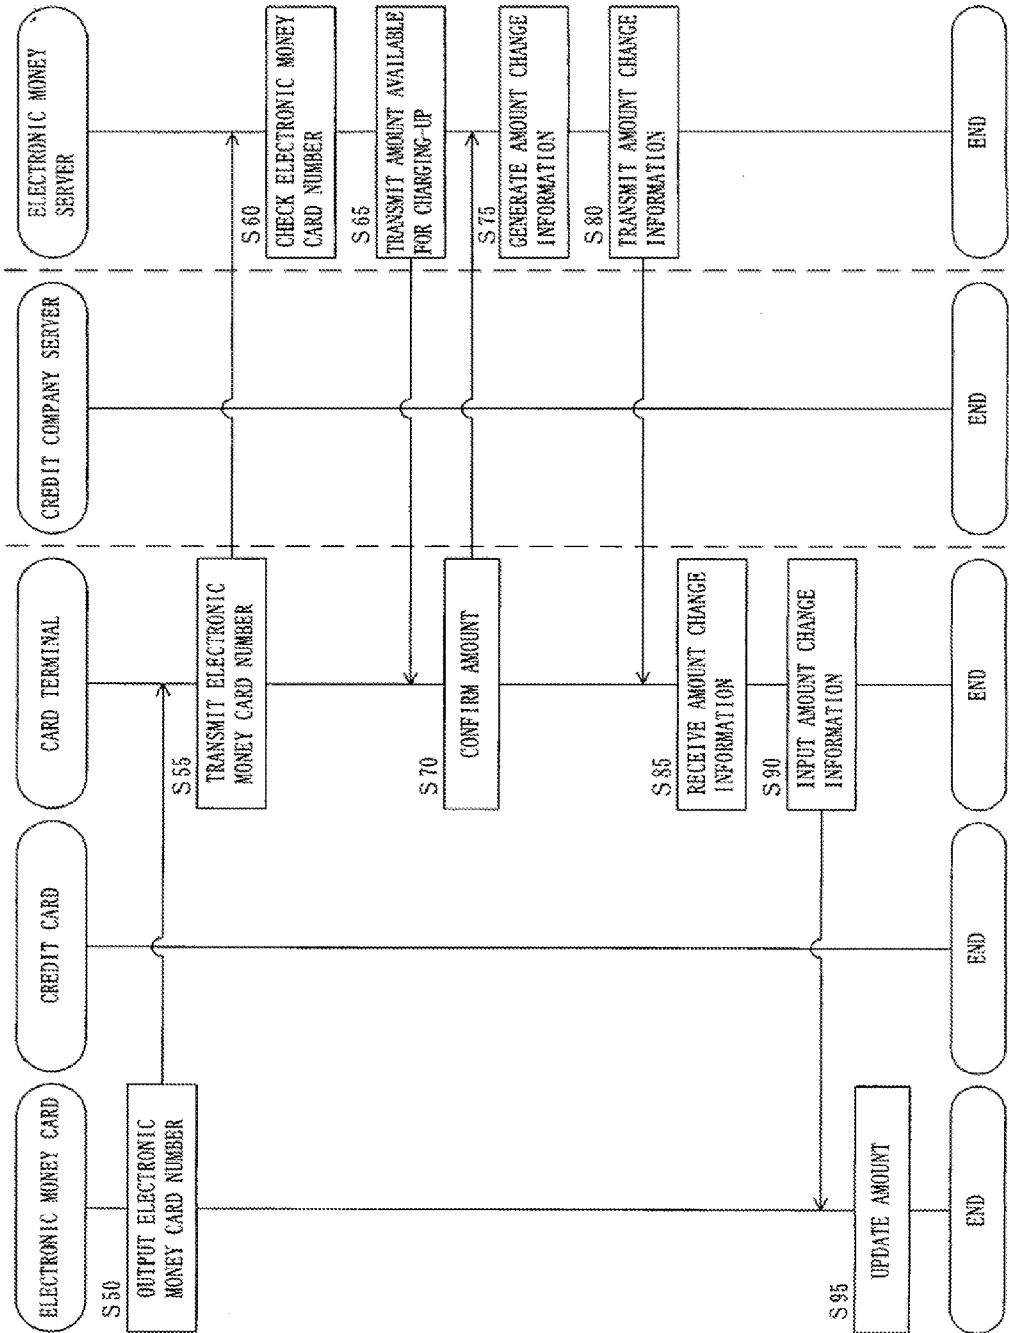 ELECTRONIC MONEY CARD
CREDIT CARD
CARD TERMINAL
CREDIT COMPANY SERVER
ELECTRONIC MONEY
SERVER
S50
OUTPUT ELECTRONIC
MONEY CARD NUMBER
S55
TRANSMIT ELECTRONIC
MONEY CARD NUMBER
S60
CHECK ELECTRONIC MONEY
CARD NUMBER
S65
TRANSMIT AMOUNT AVAILABLE
FOR CHARGING-UP
S70
CONFIRM AMOUNT
S75
GENERATE AMOUNT CHANGE
INFORMATION
S80
TRANSMIT AMOUNT CHANGE
INFORMATION
S85
RECEIVE AMOUNT CHANGE
INFORMATION
S90
INPUT AMOUNT CHANGE
INFORMATION
S95
UPDATE AMOUNT
END
END
END
END
END